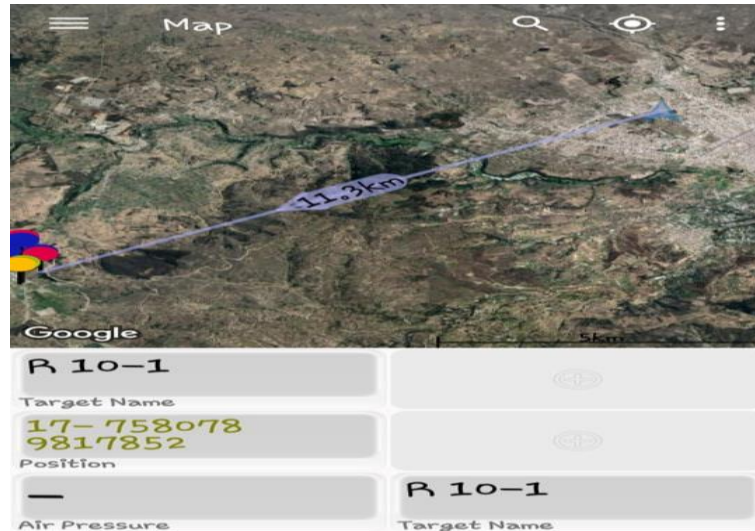 Map
11.3km
Google
5km
R 10-1
Target Name
17- 758078
9817852
Position
—
Air Pressure
R 10-1
Target Name